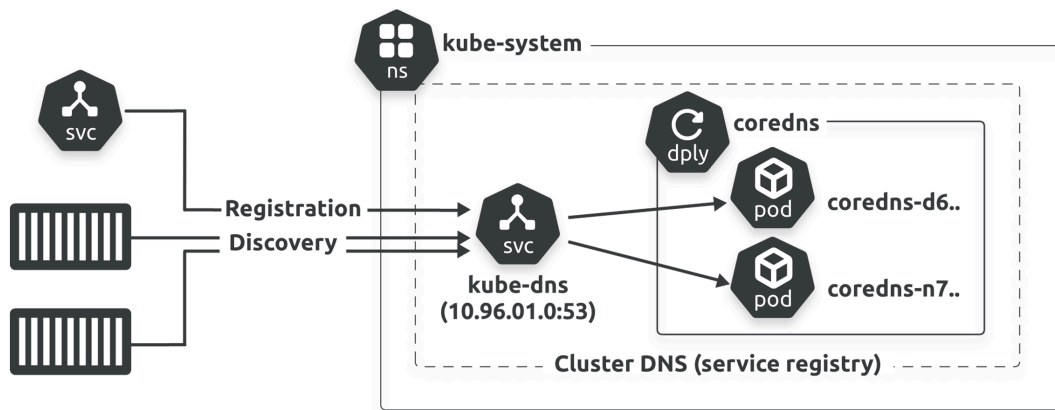 kube-system
ns
svc
coredns
dply
Registration
Discovery
svc
kube-dns
(10.96.01.0:53)
pod
coredns-d6..
pod
coredns-n7..
Cluster DNS (service registry)